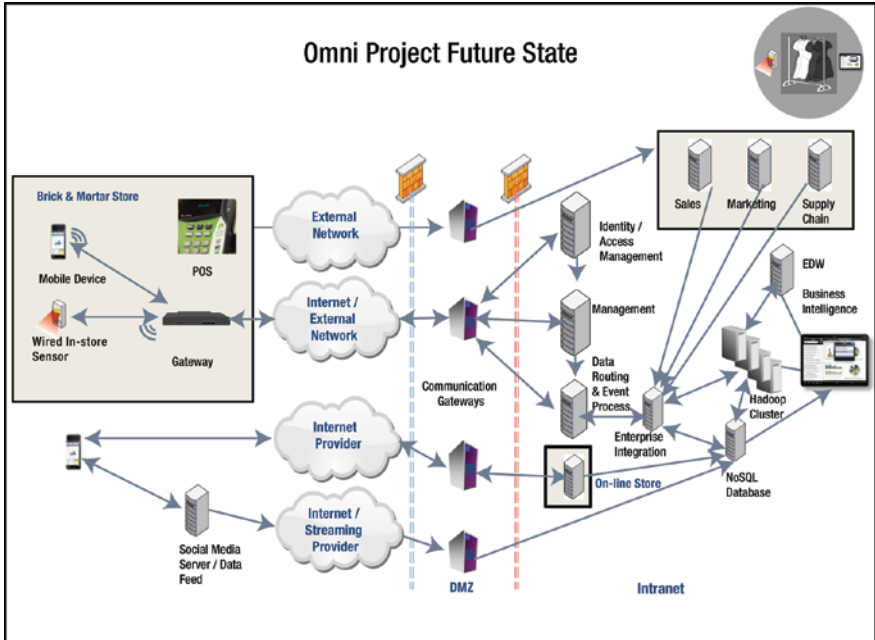 Omni Project Future State
Brick & Mortar Store
Mobile Device
POS
Wired In-store
Sensor
Gateway
External
Network
Internet /
External
Network
Communication
Gateways
Identity /
Access
Management
Management
Data
Routing
& Event
Process
Enterprise
Integration
Sales
Marketing
Supply
Chain
EDW
Business
Intelligence
Hadoop
Cluster
NoSQL
Database
On-line Store
Internet
Provider
Internet /
Streaming
Provider
Social Media
Server / Data
Feed
DMZ
Intranet